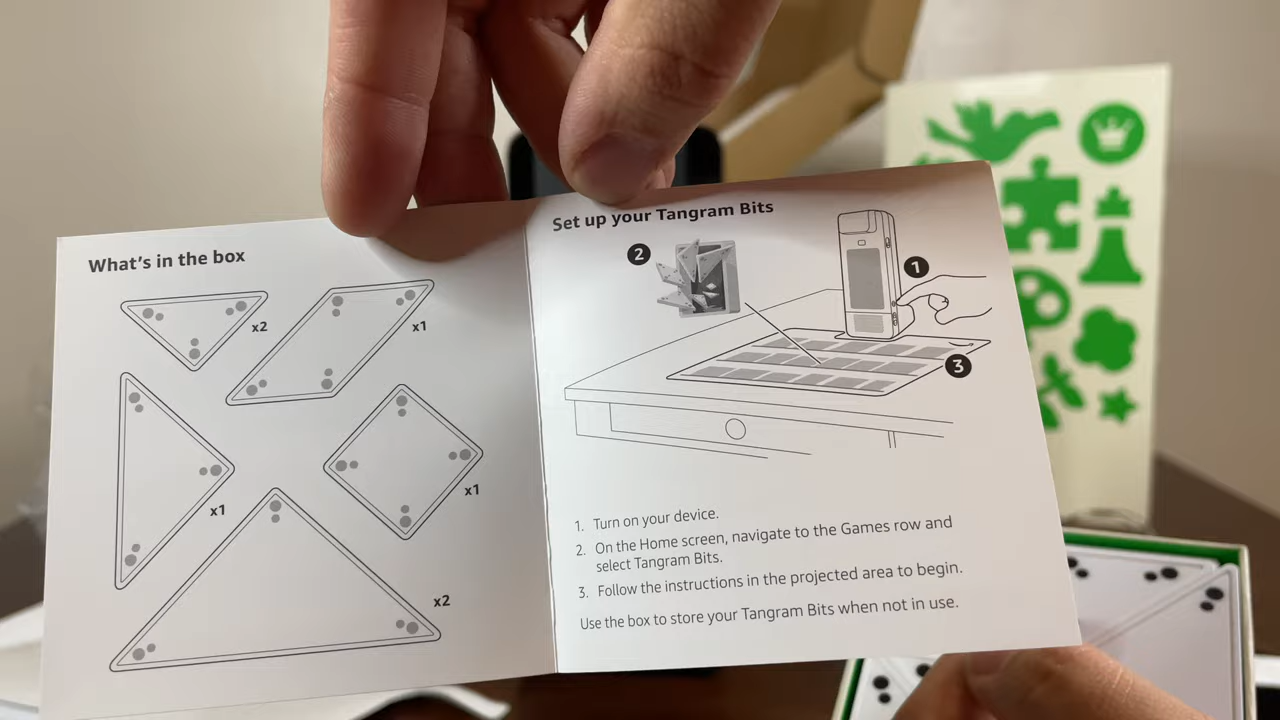 What's in the box
x2
x1
x1
x1
x2
Set up your Tangram Bits
2
1
3
1. Turn on your device.
2. On the Home screen, navigate to the Games row and
select Tangram Bits.
3. Follow the instructions in the projected area to begin.
Use the box to store your Tangram Bits when not in use.